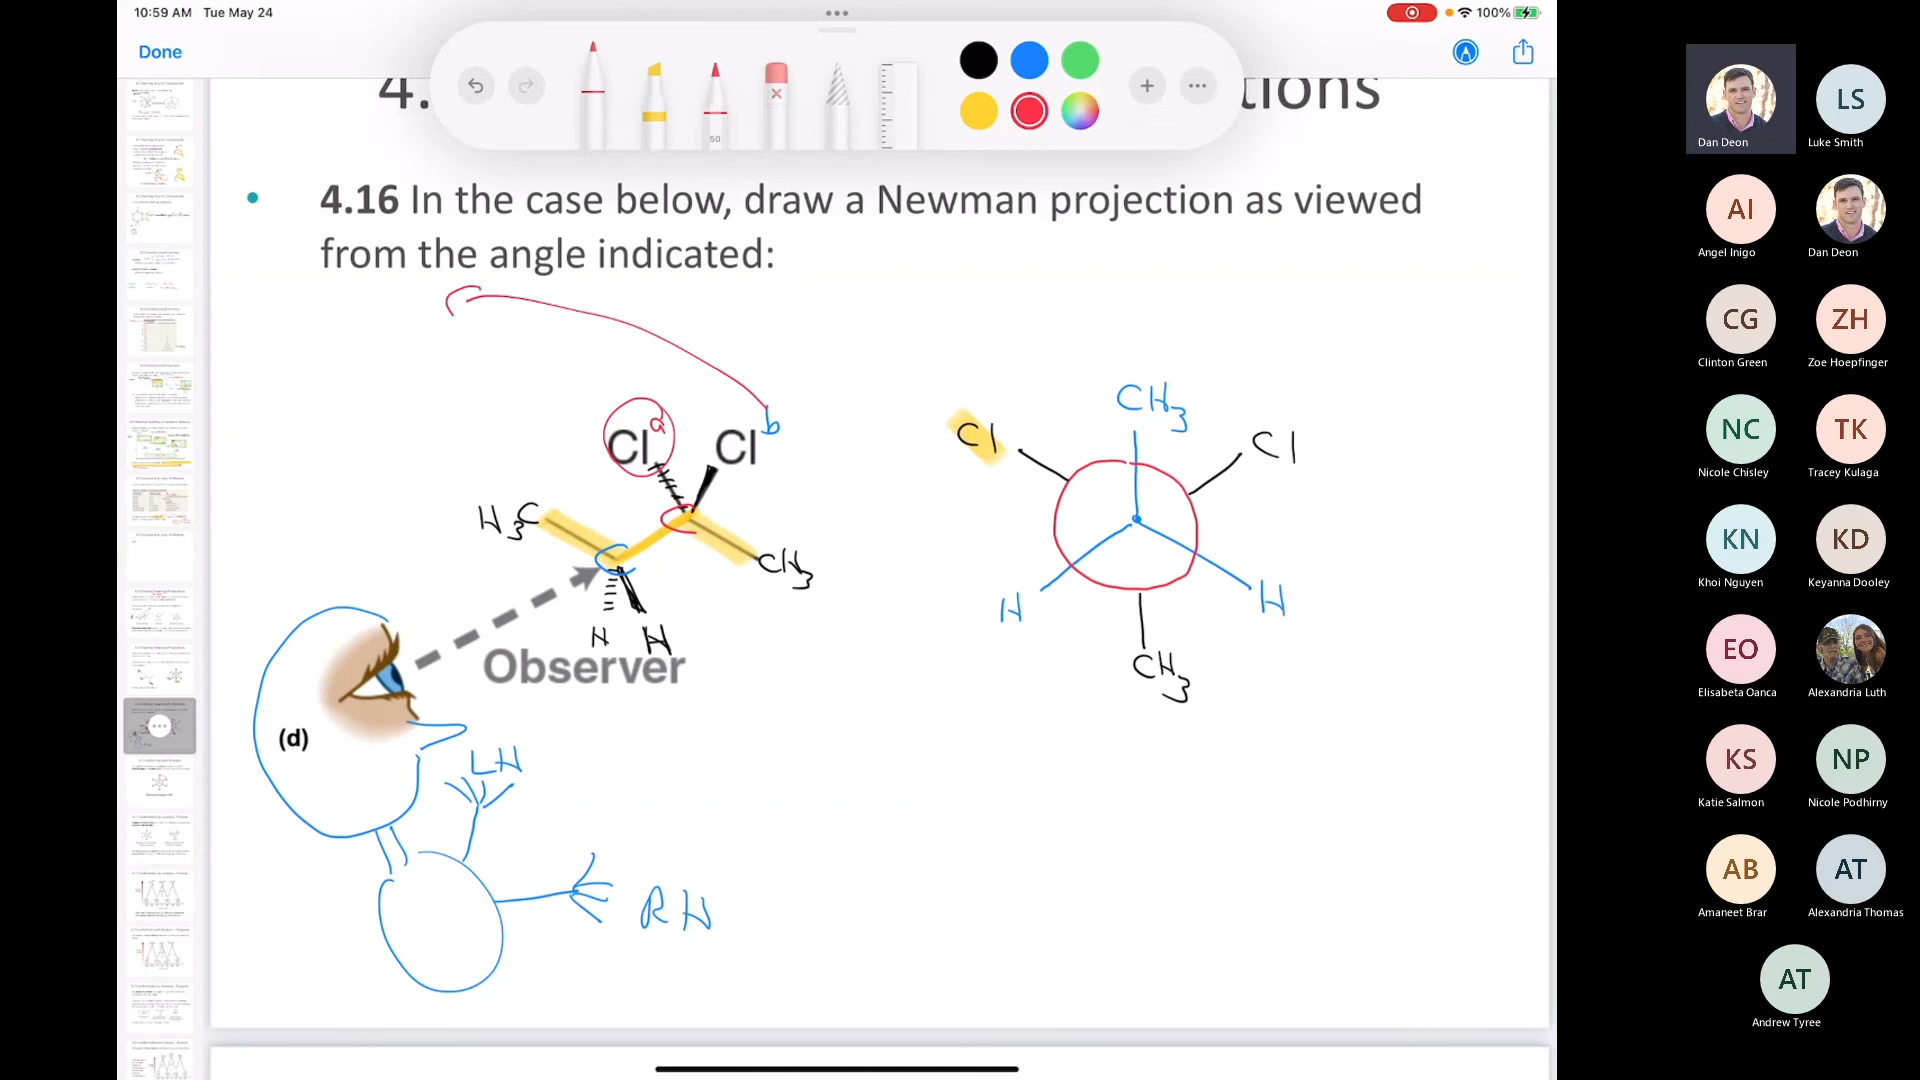 10:59 AM Tue May 24
100%
Done
50
4.
tions
• 4.16 In the case below, draw a Newman projection as viewed
from the angle indicated:
Cl a
Cl b
H3C
CH3
H H
Observer
(d)
LH
RH
CH3
Cl
Cl
H
H
CH3
Dan Deon
LS
Luke Smith
AI
Angel Inigo
Dan Deon
CG
Clinton Green
ZH
Zoe Hoepfinger
NC
Nicole Chisley
TK
Tracey Kulaga
KN
Khoi Nguyen
KD
Keyanna Dooley
EO
Elisabeta Oanca
Alexandria Luth
KS
Katie Salmon
NP
Nicole Podhirny
AB
Amaneet Brar
AT
Alexandria Thomas
AT
Andrew Tyree